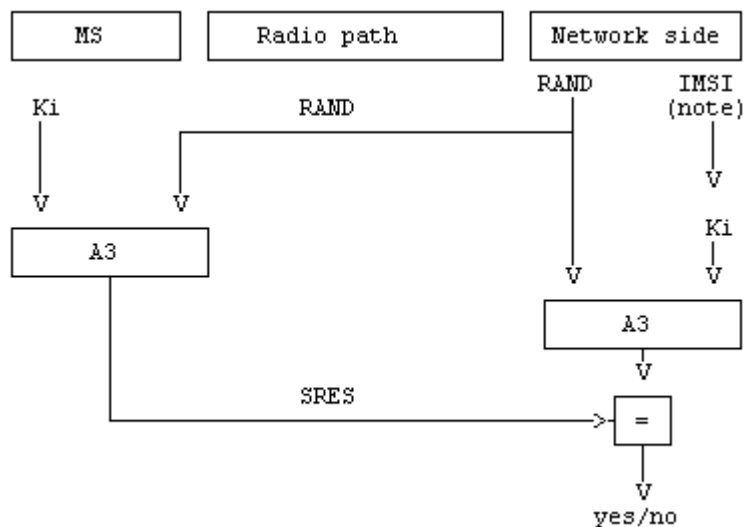 MS
Radio path
Network side
RAND
IMSI
(note)
Ki
RAND
Ki
A3
A3
SRES
=
yes/no